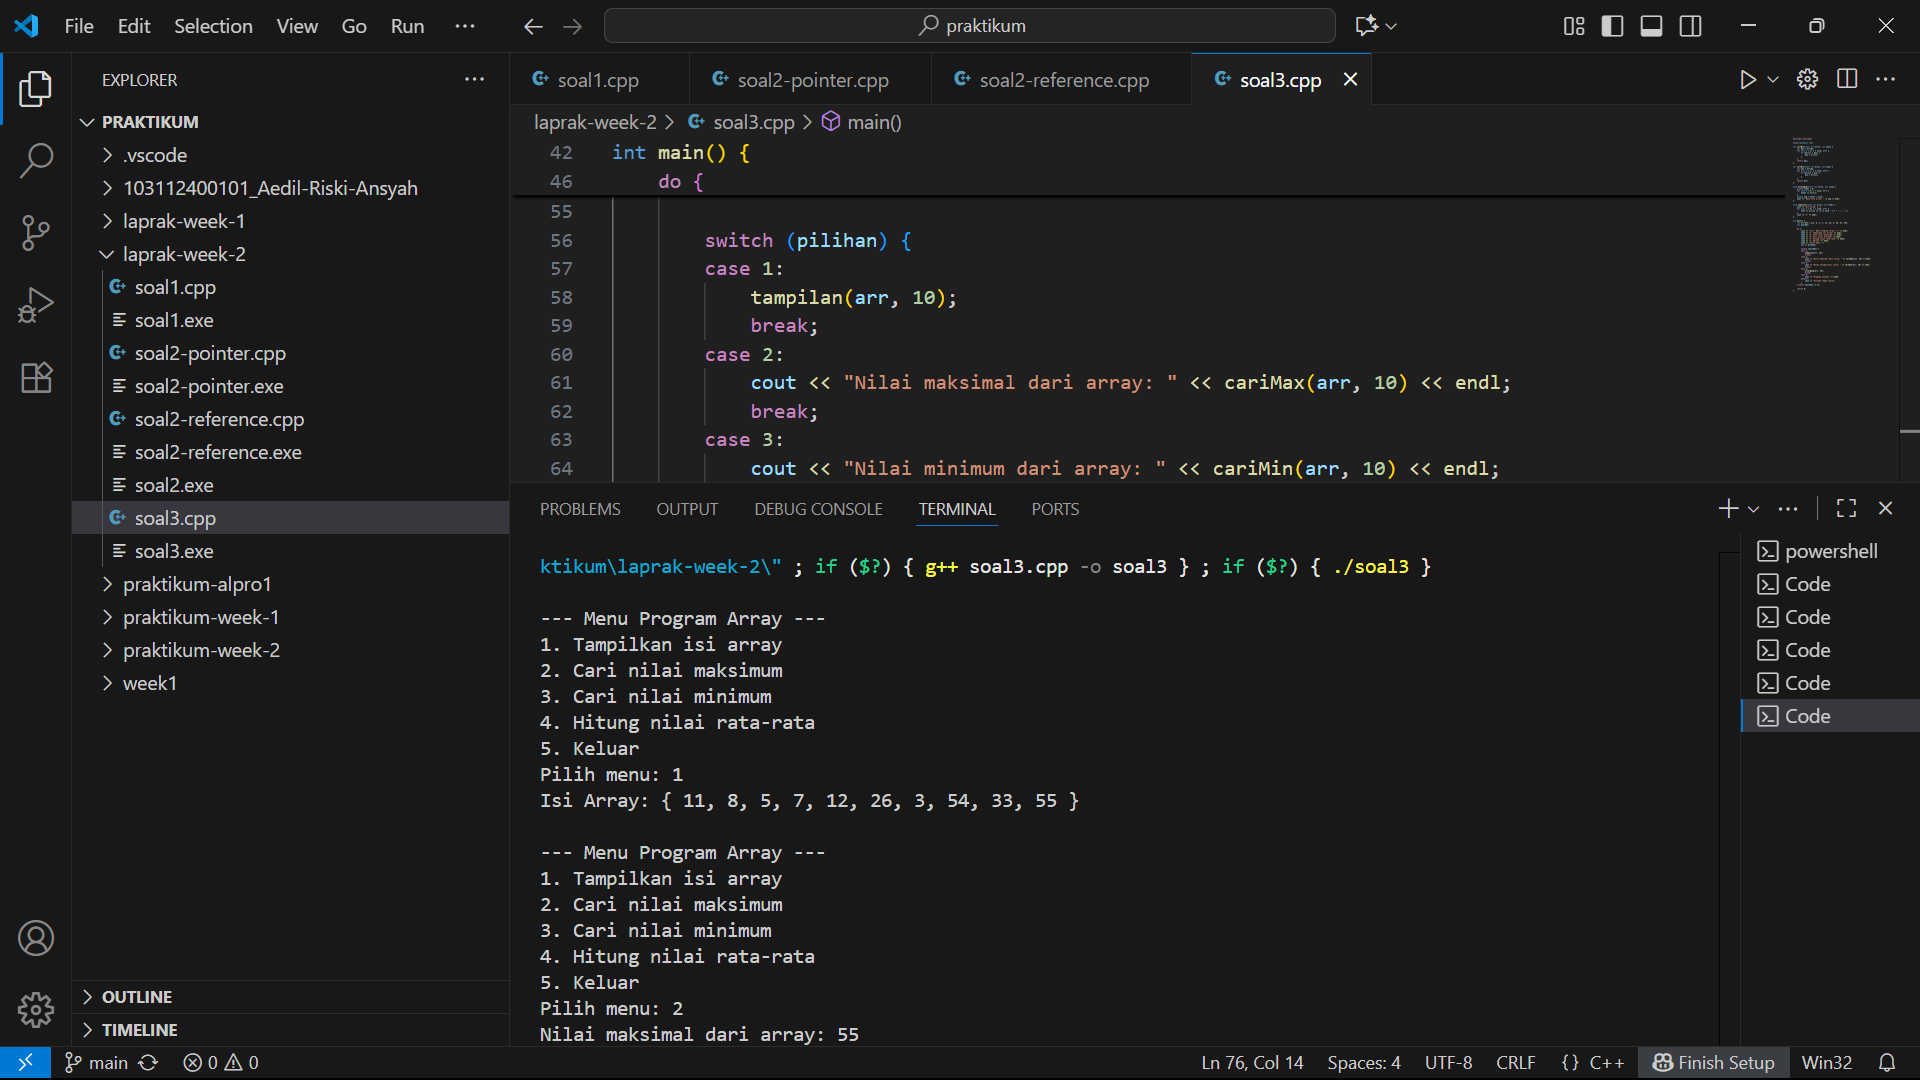 File Edit Selection View Go Run ···
praktikum
EXPLORER
PRAKTIKUM
.vscode
103112400101_Aedil-Riski-Ansyah
laprak-week-1
laprak-week-2
soal1.cpp
soal1.exe
soal2-pointer.cpp
soal2-pointer.exe
soal2-reference.cpp
soal2-reference.exe
soal2.exe
soal3.cpp
soal3.exe
praktikum-alpro1
praktikum-week-1
praktikum-week-2
week1
OUTLINE
TIMELINE
soal1.cpp soal2-pointer.cpp soal2-reference.cpp soal3.cpp
laprak-week-2 > soal3.cpp > main()
42 int main() {
46 do {
55
56 switch (pilihan) {
57 case 1:
58 tampilan(arr, 10);
59 break;
60 case 2:
61 cout << "Nilai maksimal dari array: " << cariMax(arr, 10) << endl;
62 break;
63 case 3:
64 cout << "Nilai minimum dari array: " << cariMin(arr, 10) << endl;
PROBLEMS OUTPUT DEBUG CONSOLE TERMINAL PORTS
ktikum\laprak-week-2\" ; if ($?) { g++ soal3.cpp -o soal3 } ; if ($?) { ./soal3 }
--- Menu Program Array ---
1. Tampilkan isi array
2. Cari nilai maksimum
3. Cari nilai minimum
4. Hitung nilai rata-rata
5. Keluar
Pilih menu: 1
Isi Array: { 11, 8, 5, 7, 12, 26, 3, 54, 33, 55 }
--- Menu Program Array ---
1. Tampilkan isi array
2. Cari nilai maksimum
3. Cari nilai minimum
4. Hitung nilai rata-rata
5. Keluar
Pilih menu: 2
Nilai maksimal dari array: 55
powershell
Code
Code
Code
Code
Code
main 0 0 Ln 76, Col 14 Spaces: 4 UTF-8 CRLF {} C++ Finish Setup Win32